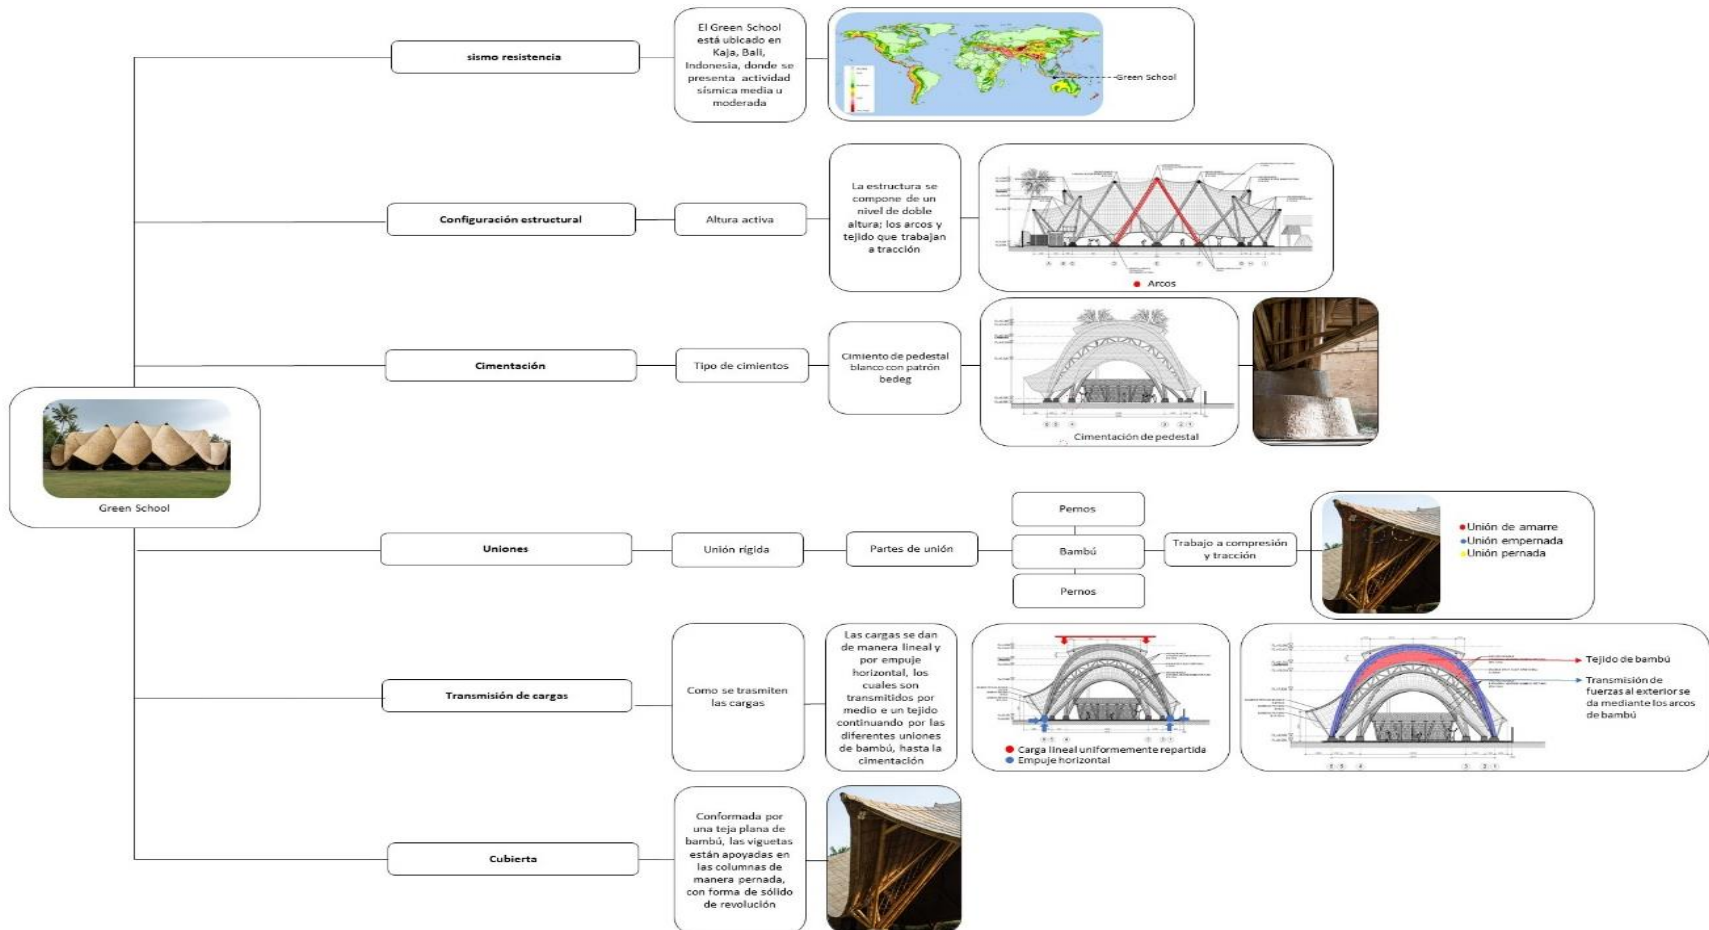 sismo resistencia
El Green School
está ubicado en
Kaja, Bali,
Indonesia, donde se
presenta actividad
sísmica media u
moderada
Green School
Configuración estructural
Altura activa
La estructura se
compone de un
nivel de doble
altura; los arcos y
tejido que trabajan
a tracción
Arcos
Cimentación
Tipo de cimientos
Cimiento de pedestal
blanco con patrón
bedeg
Cimentación de pedestal
Green School
Uniones
Unión rígida
Partes de unión
Pernos
Bambú
Pernos
Trabajo a compresión
y tracción
Unión de amarre
Unión empernada
Unión pernada
Transmisión de cargas
Como se trasmiten
las cargas
Las cargas se dan
de manera lineal y
por empuje
horizontal, los
cuales son
transmitidos por
medio e un tejido
continuando por las
diferentes uniones
de bambú, hasta la
cimentación
Carga lineal uniformemente repartida
Empuje horizontal
Tejido de bambú
Transmisión de
fuerzas al exterior se
da mediante los arcos
de bambú
Cubierta
Conformada por
una teja plana de
bambú, las viguetas
están apoyadas en
las columnas de
manera pernada,
con forma de sólido
de revolución